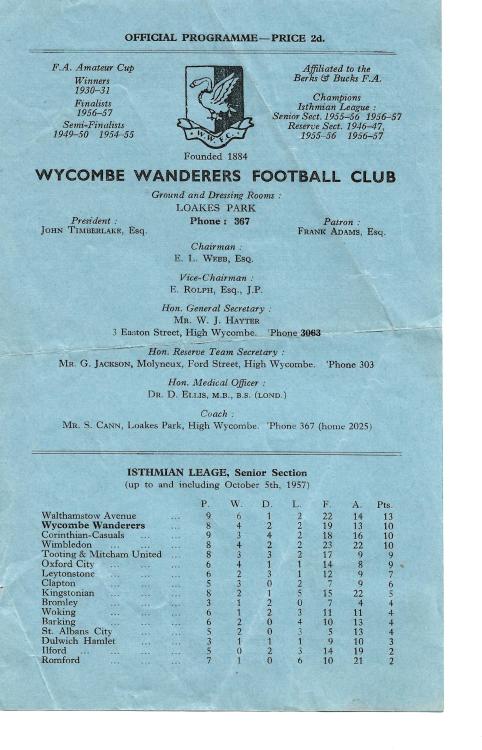 OFFICIAL PROGRAMME—PRICE 2d.
F.A. Amateur Cup
Winners
1930–31
Finalists
1956–57
Semi-Finalists
1949–50 1954–55
W.W.F.C.
Affiliated to the
Berks & Bucks F.A.
Champions
Isthmian League :
Senior Sect. 1955–56 1956–57
Reserve Sect. 1946–47,
1955–56 1956–57
Founded 1884
WYCOMBE WANDERERS FOOTBALL CLUB
Ground and Dressing Rooms :
LOAKES PARK
President : Phone : 367 Patron :
JOHN TIMBERLAKE, Esq. FRANK ADAMS, Esq.
Chairman :
E. L. WEBB, Esq.
Vice-Chairman :
E. ROLPH, Esq., J.P.
Hon. General Secretary :
MR. W. J. HAYTER
3 Easton Street, High Wycombe. 'Phone 3063
Hon. Reserve Team Secretary :
MR. G. JACKSON, Molyneux, Ford Street, High Wycombe. 'Phone 303
Hon. Medical Officer :
DR. D. ELLIS, M.B., B.S. (LOND.)
Coach :
MR. S. CANN, Loakes Park, High Wycombe. 'Phone 367 (home 2025)
ISTHMIAN LEAGE, Senior Section
(up to and including October 5th, 1957)
P. W. D. L. F. A. Pts.
Walthamstow Avenue ... 9 6 1 2 22 14 13
Wycombe Wanderers ... 8 4 2 2 19 13 10
Corinthian-Casuals ... ... 9 3 4 2 18 16 10
Wimbledon ... ... ... 8 4 2 2 23 22 10
Tooting & Mitcham United ... 8 3 3 2 17 9 9
Oxford City ... ... ... 6 4 1 1 14 8 9
Leytonstone ... ... ... 6 2 3 1 12 9 7
Clapton ... ... ... 5 3 0 2 7 9 6
Kingstonian ... ... ... 8 2 1 5 15 22 5
Bromley ... ... ... 3 1 2 0 7 4 4
Woking ... ... ... 6 1 2 3 11 11 4
Barking ... ... ... 6 2 0 4 10 13 4
St. Albans City ... ... 5 2 0 3 5 13 4
Dulwich Hamlet ... ... 3 1 1 1 9 10 3
Ilford ... ... ... ... 5 0 2 3 14 19 2
Romford ... ... ... 7 1 0 6 10 21 2